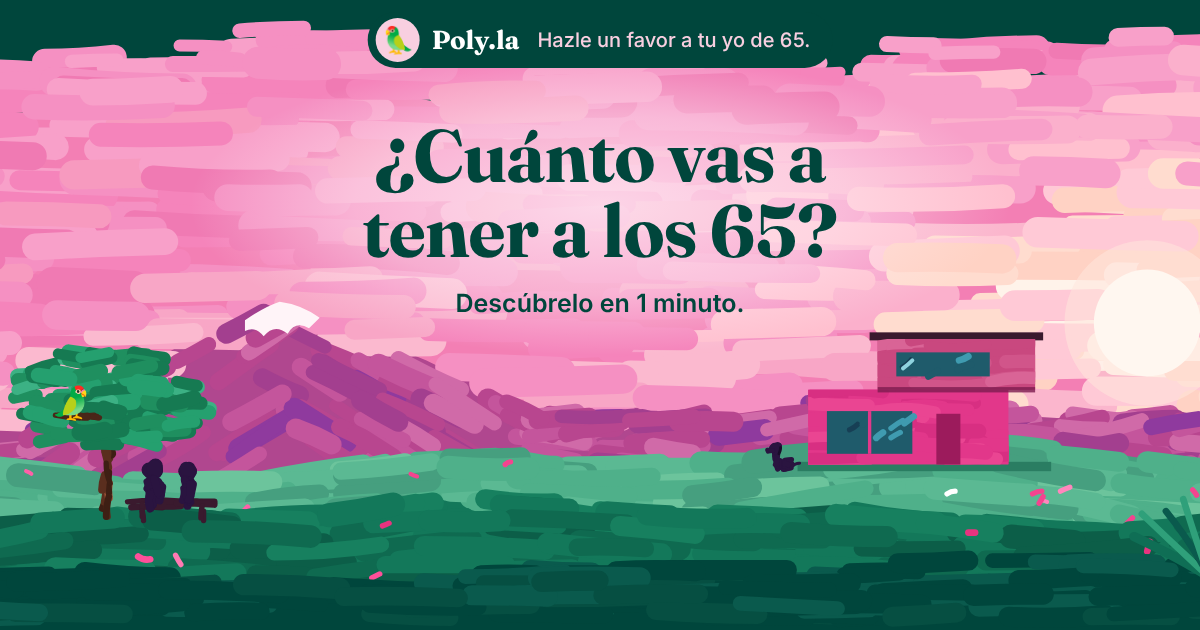 Poly.la Hazle un favor a tu yo de 65.
¿Cuánto vas a
tener a los 65?
Descúbrelo en 1 minuto.